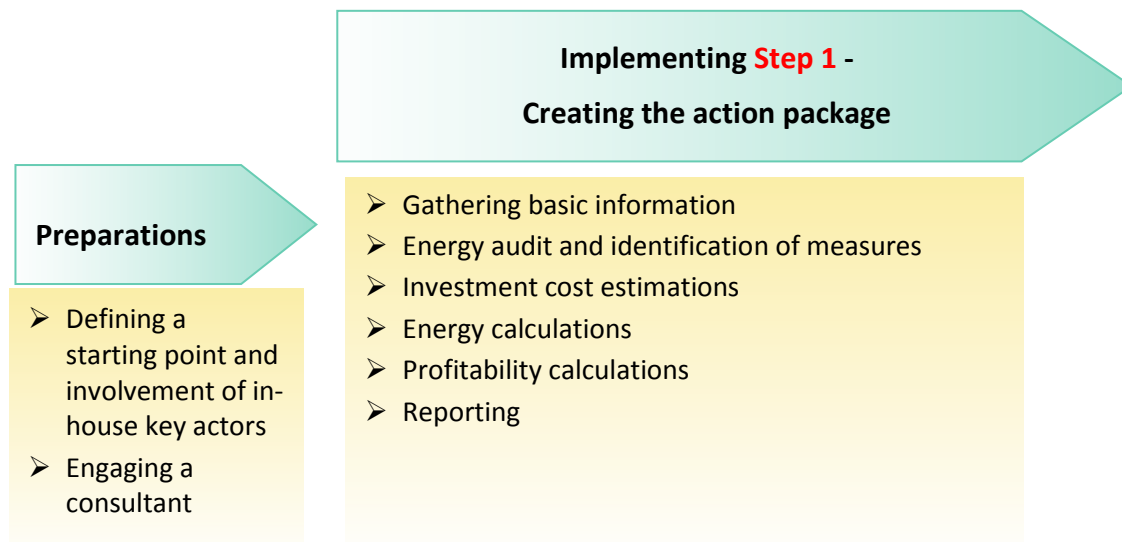 Implementing Step 1 -
Creating the action package
Preparations
➢ Defining a
starting point and
involvement of in-
house key actors
➢ Engaging a
consultant
➢ Gathering basic information
➢ Energy audit and identification of measures
➢ Investment cost estimations
➢ Energy calculations
➢ Profitability calculations
➢ Reporting